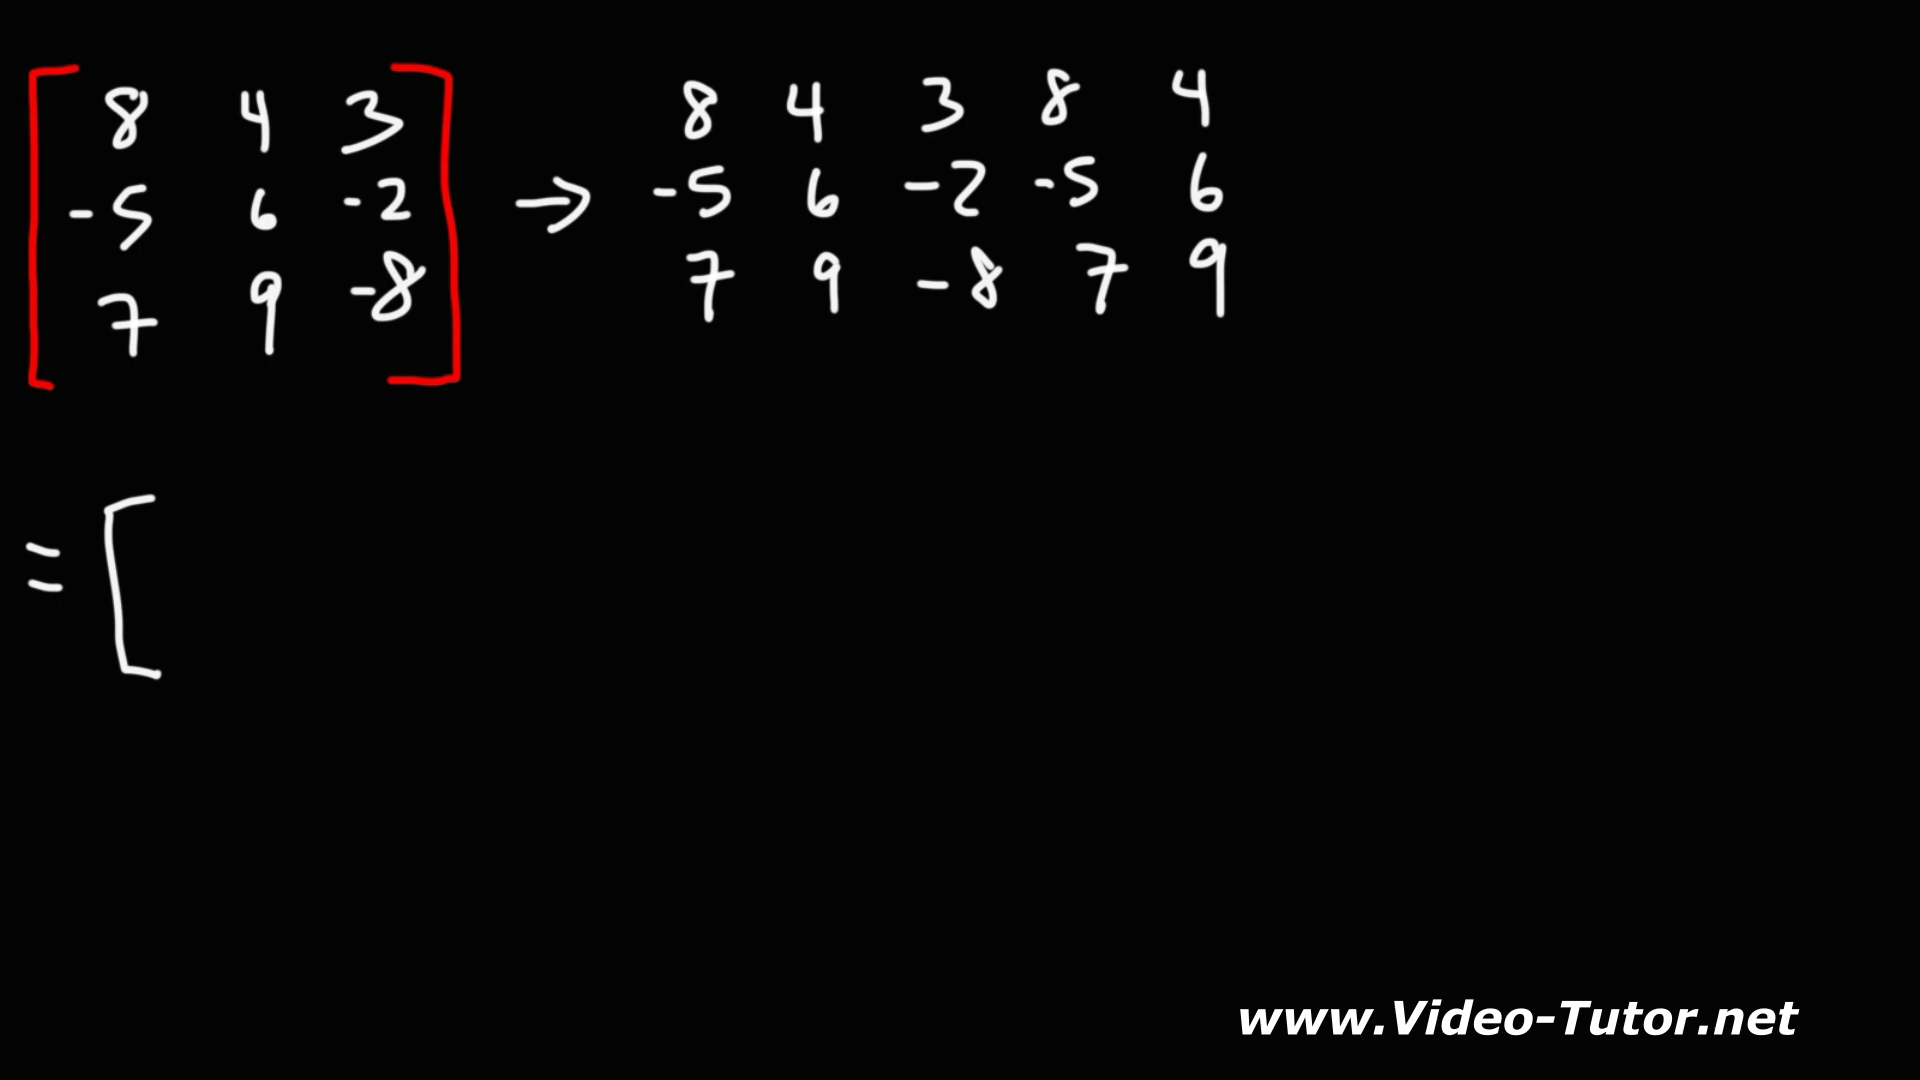 [ 8 4 3 8 4 3 8 4
-5 6 -2 → -5 6 -2 -5 6
7 9 -8 ] 7 9 -8 7 9
= [
www.Video-Tutor.net